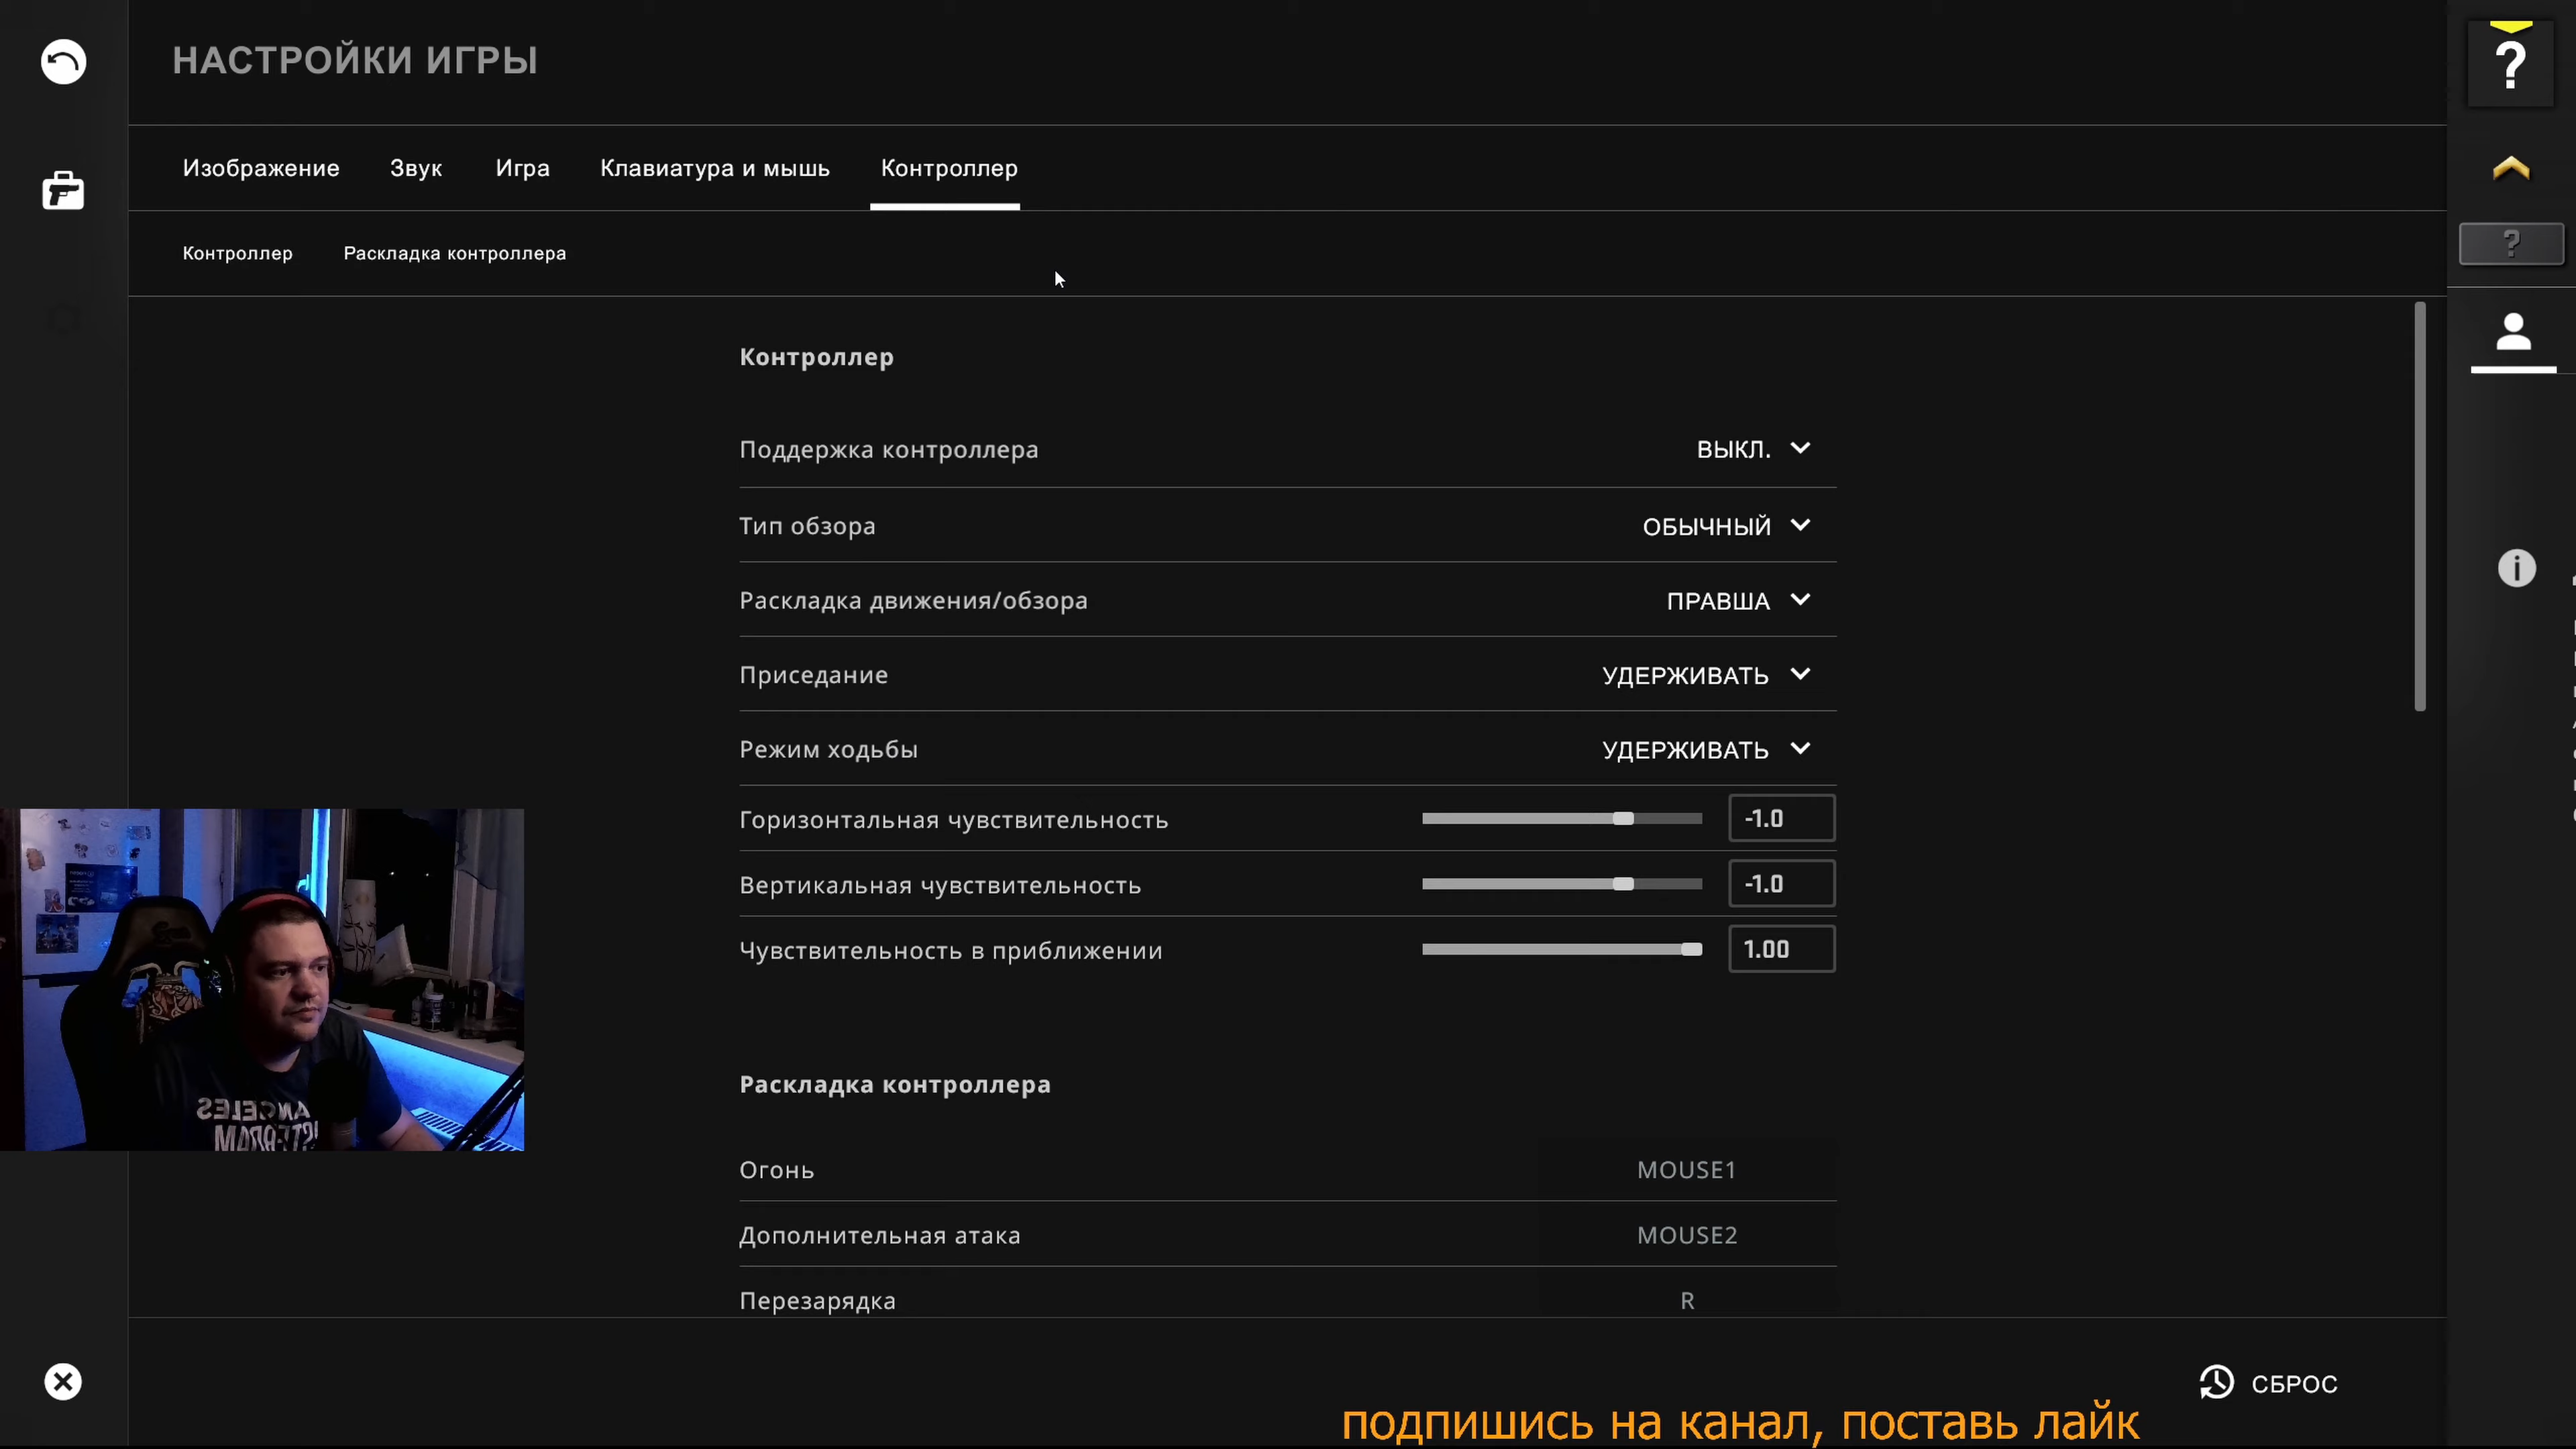 НАСТРОЙКИ ИГРЫ
Изображение Звук Игра Клавиатура и мышь Контроллер
Контроллер Раскладка контроллера
Контроллер
Поддержка контроллера ВЫКЛ.
Тип обзора ОБЫЧНЫЙ
Раскладка движения/обзора ПРАВША
Приседание УДЕРЖИВАТЬ
Режим ходьбы УДЕРЖИВАТЬ
Горизонтальная чувствительность -1.0
Вертикальная чувствительность -1.0
Чувствительность в приближении 1.00
Раскладка контроллера
Огонь MOUSE1
Дополнительная атака MOUSE2
Перезарядка R
СБРОС
подпишись на канал, поставь лайк